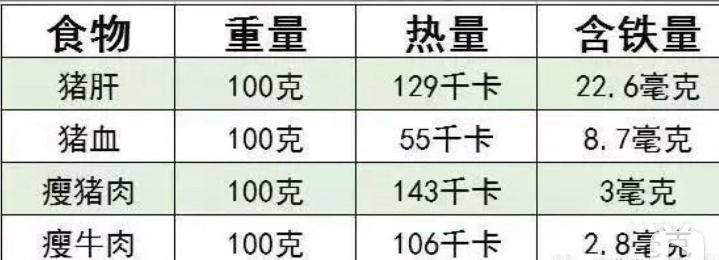 食物 重量 热量 含铁量
猪肝 100克 129千卡 22.6毫克
猪血 100克 55千卡 8.7毫克
瘦猪肉 100克 143千卡 3毫克
瘦牛肉 100克 106千卡 2.8毫克